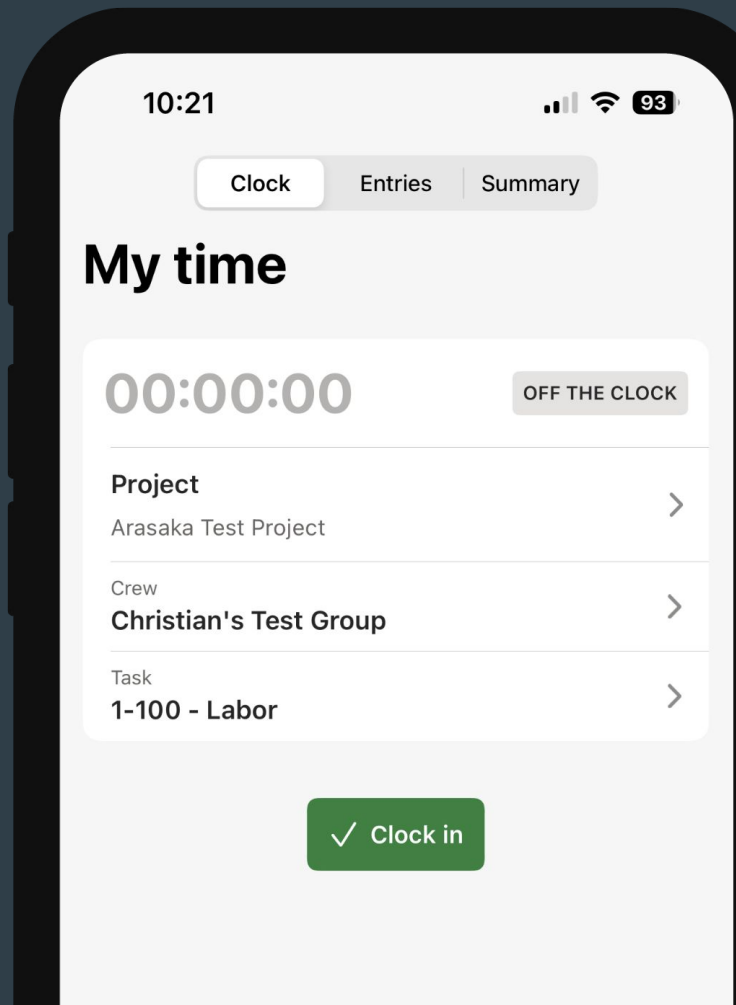 10:21
93
Clock
Entries
Summary
My time
00:00:00
OFF THE CLOCK
Project
Arasaka Test Project
Crew
Christian's Test Group
Task
1-100 - Labor
Clock in